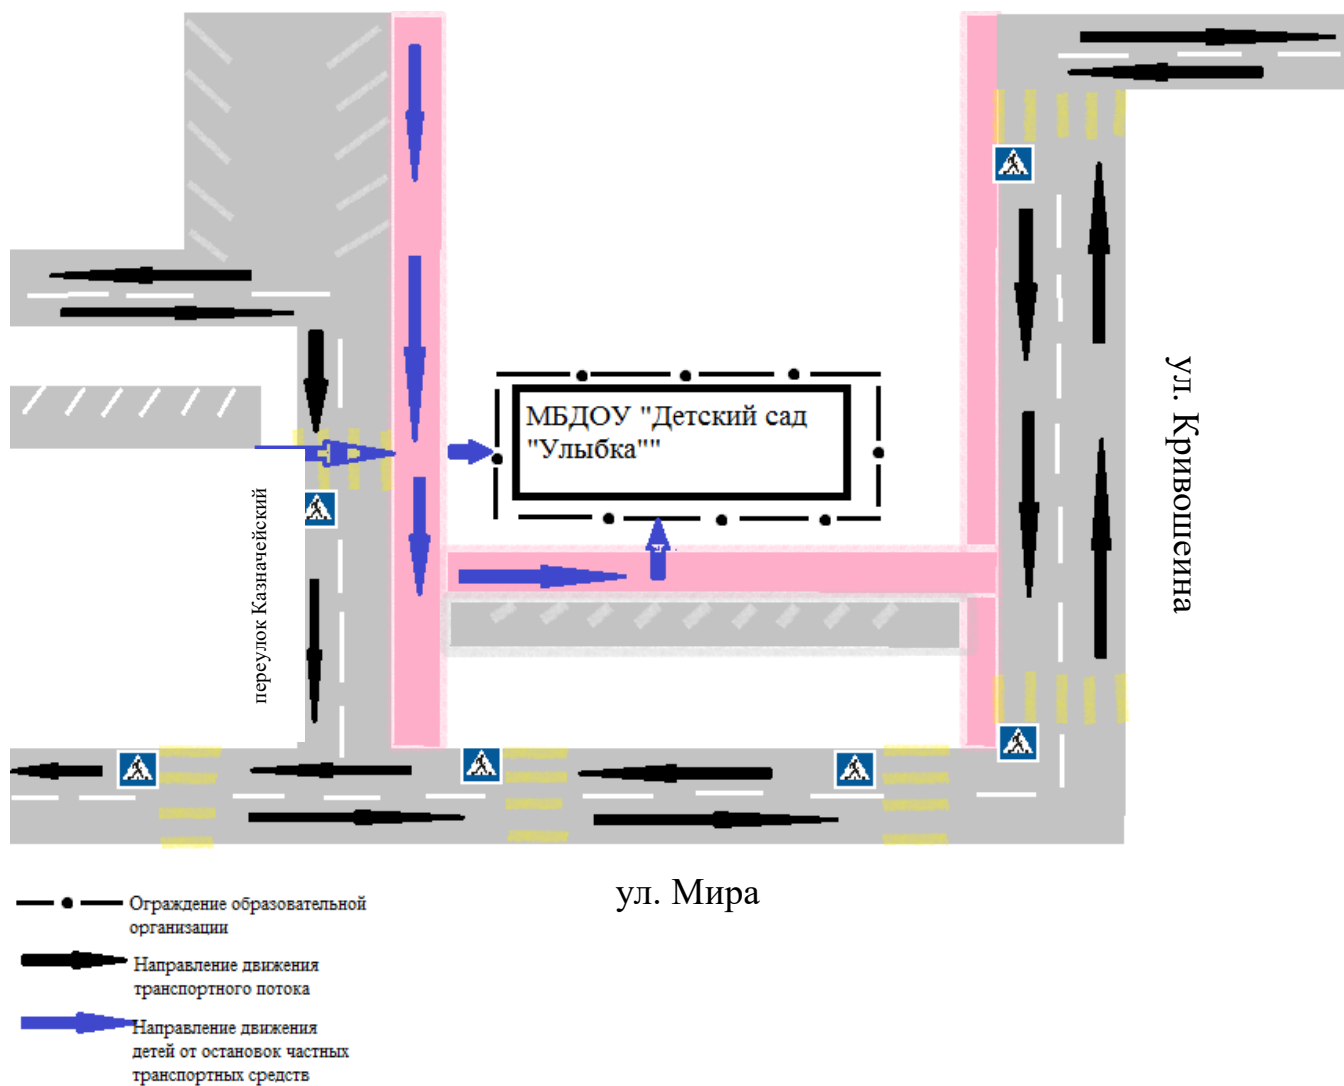 МБДОУ "Детский сад
"Улыбка""
переулок Казначейский
ул. Кривошеина
ул. Мира
Ограждение образовательной
организации
Направление движения
транспортного потока
Направление движения
детей от остановок частных
транспортных средств